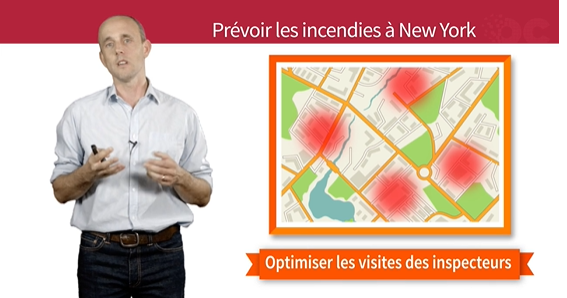 Prévoir les incendies à New York
Optimiser les visites des inspecteurs